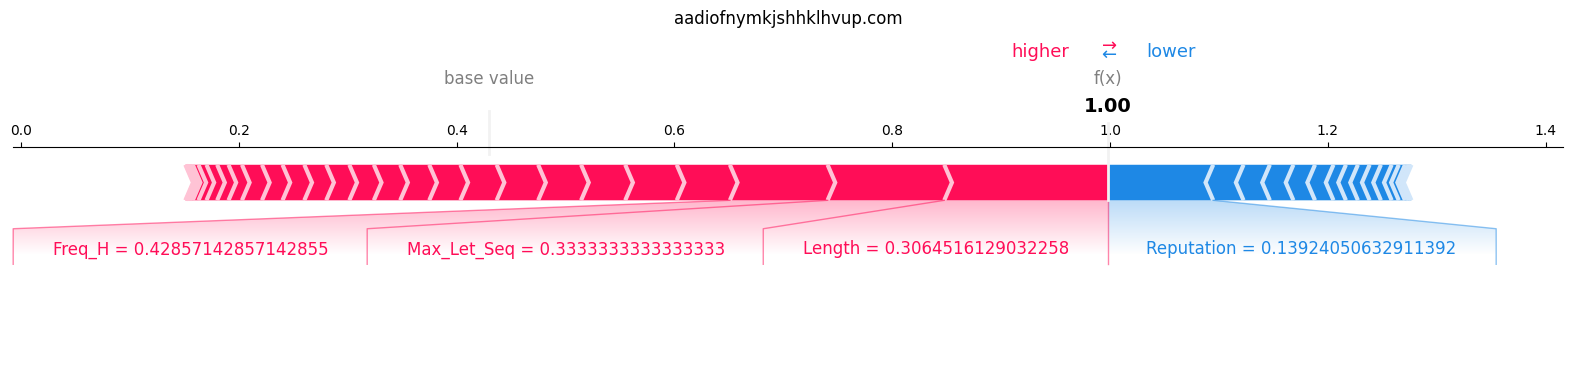 aadiofnymkjshhklhvup.com
higher ⇄ lower
base value f(x)
1.00
0.0 0.2 0.4 0.6 0.8 1.0 1.2 1.4
Freq_H = 0.42857142857142855 Max_Let_Seq = 0.3333333333333333 Length = 0.3064516129032258 Reputation = 0.13924050632911392